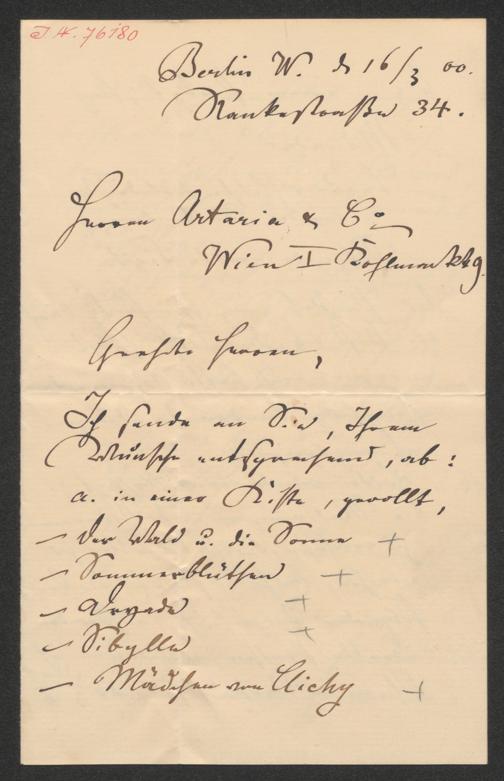 J.N. 76180
Berlin W. d 16/3 00.
Rankestraße 34.
Herren Artaria & Co
Wien I Kohlmarkt 9.
Geehrte Herren,
Ich sende an Sie, Ihrem
Wunsche entsprechend, ab:
a. in einer Kiste, gerollt,
— Der Wald u. die Sonne +
— Sommerblüthen +
— Dryade +
— Sibylle +
— Mädchen von Clichy +